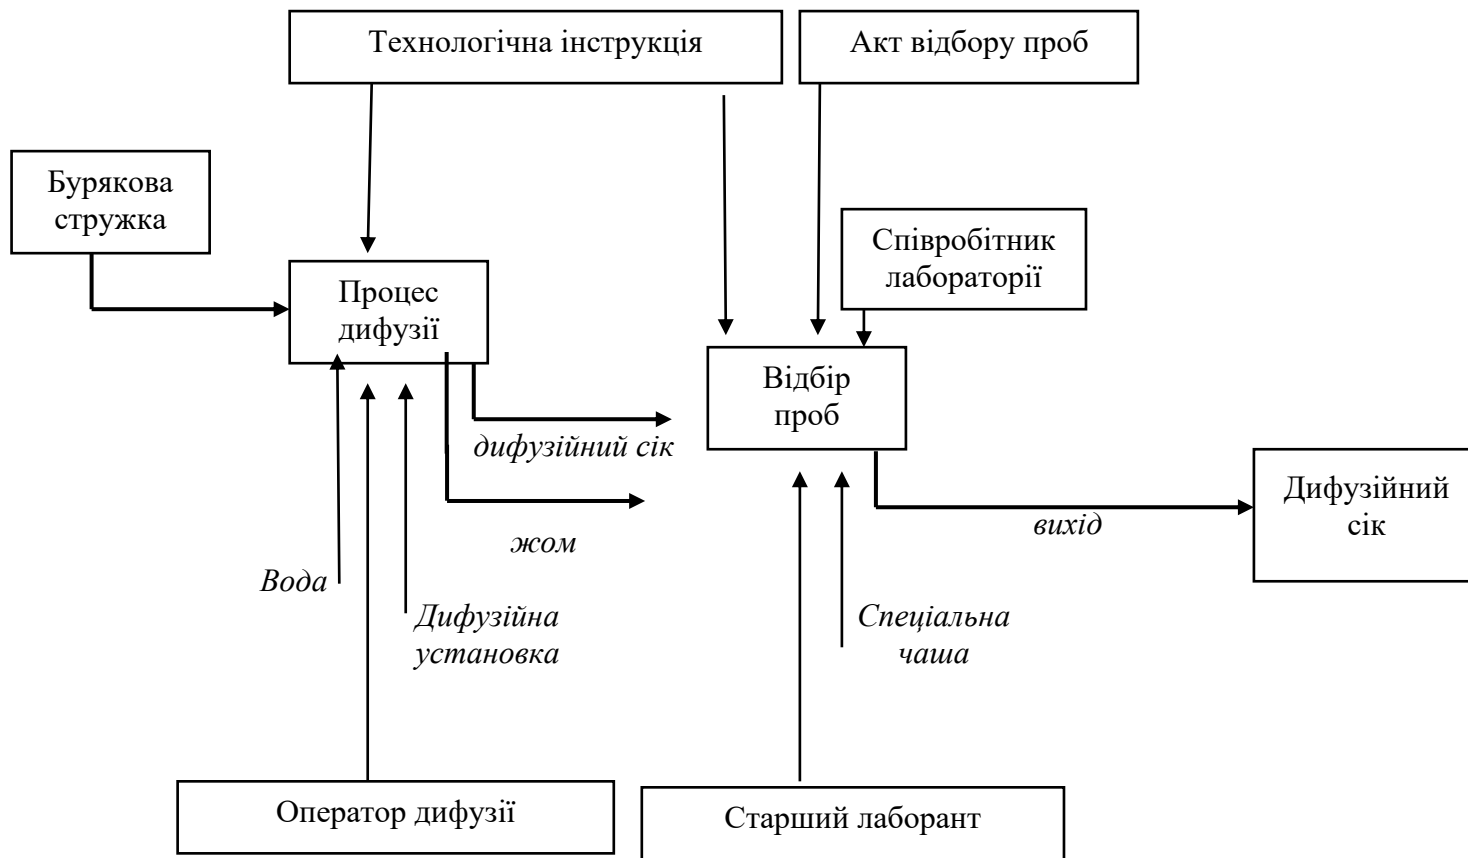 Технологічна інструкція
Акт відбору проб
Бурякова
стружка
Співробітник
лабораторії
Процес
дифузії
Відбір
проб
дифузійний сік
жом
вихід
Дифузійний
сік
Вода
Дифузійна
установка
Спеціальна
чаша
Оператор дифузії
Старший лаборант